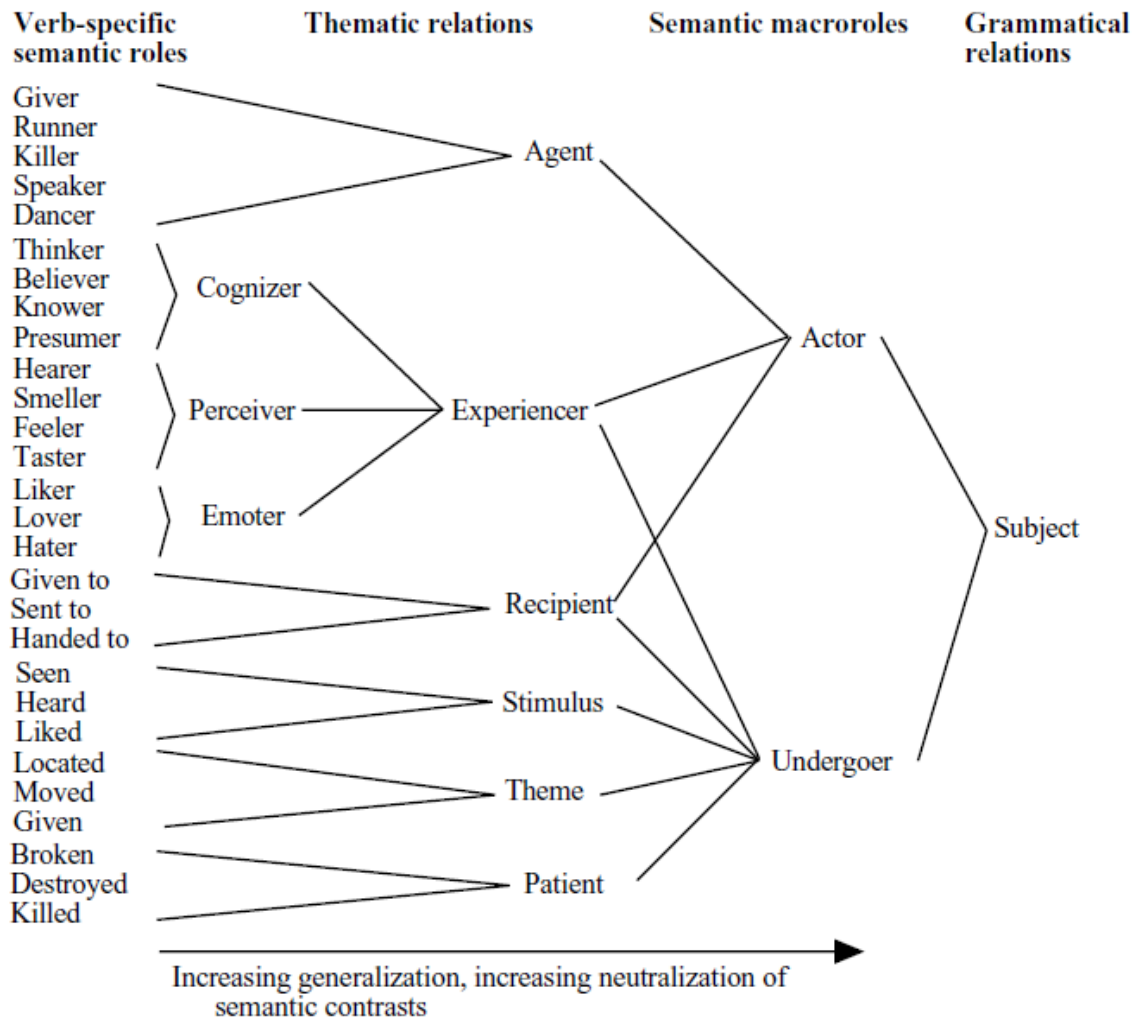 Verb-specific
semantic roles
Thematic relations
Semantic macroroles
Grammatical
relations
Giver
Runner
Killer
Speaker
Dancer
Thinker
Believer
Knower
Presumer
Hearer
Smeller
Feeler
Taster
Liker
Lover
Hater
Given to
Sent to
Handed to
Seen
Heard
Liked
Located
Moved
Given
Broken
Destroyed
Killed
Cognizer
Perceiver
Emoter
Agent
Experiencer
Recipient
Stimulus
Theme
Patient
Actor
Undergoer
Subject
Increasing generalization, increasing neutralization of
semantic contrasts